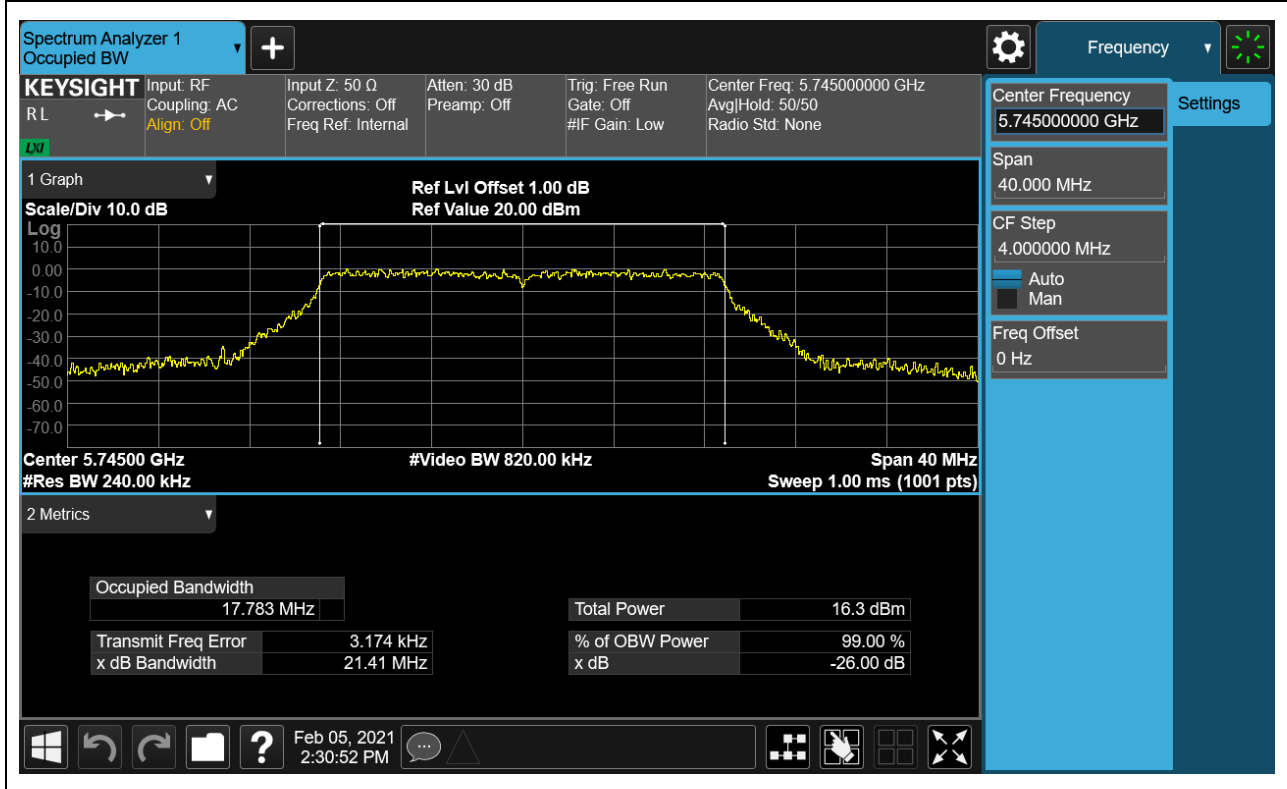 Spectrum Analyzer 1
Occupied BW
Frequency
KEYSIGHT
R L
LXI
Input: RF
Coupling: AC
Align: Off
Input Z: 50 Ω
Corrections: Off
Freq Ref: Internal
Atten: 30 dB
Preamp: Off
Trig: Free Run
Gate: Off
#IF Gain: Low
Center Freq: 5.745000000 GHz
Avg|Hold: 50/50
Radio Std: None
Center Frequency
5.745000000 GHz
Settings
Span
40.000 MHz
CF Step
4.000000 MHz
Auto
Man
Freq Offset
0 Hz
1 Graph
Scale/Div 10.0 dB
Ref Lvl Offset 1.00 dB
Ref Value 20.00 dBm
Log
10.0
0.00
-10.0
-20.0
-30.0
-40.0
-50.0
-60.0
-70.0
Center 5.74500 GHz
#Video BW 820.00 kHz
Span 40 MHz
#Res BW 240.00 kHz
Sweep 1.00 ms (1001 pts)
2 Metrics
Occupied Bandwidth
17.783 MHz
Total Power 16.3 dBm
Transmit Freq Error 3.174 kHz
% of OBW Power 99.00 %
x dB Bandwidth 21.41 MHz
x dB -26.00 dB
?
Feb 05, 2021
2:30:52 PM